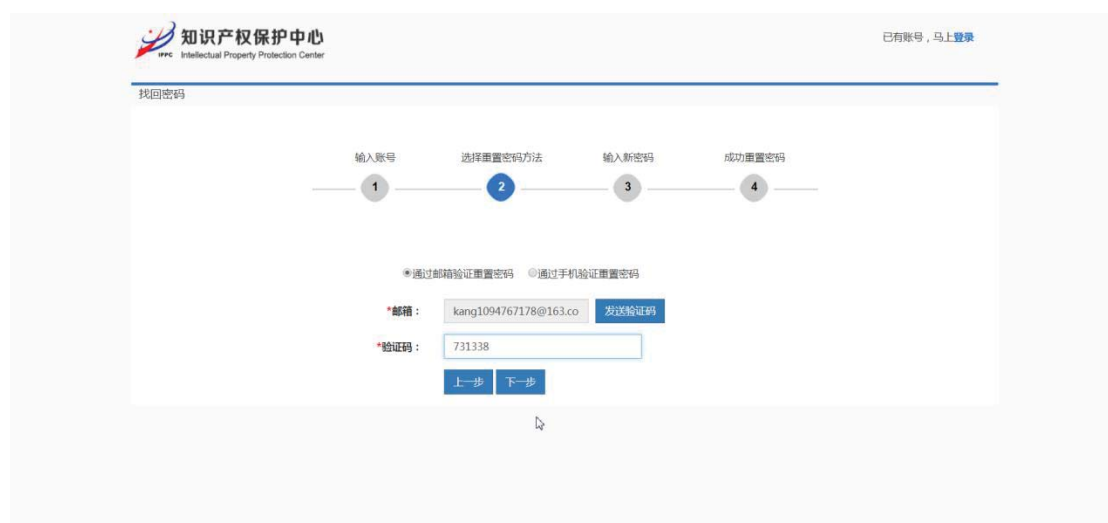 知识产权保护中心
IPPC Intellectual Property Protection Center
已有账号，马上登录
找回密码
输入账号 选择重置密码方法 输入新密码 成功重置密码
1 2 3 4
通过邮箱验证重置密码 通过手机验证重置密码
*邮箱： kang1094767178@163.co 发送验证码
*验证码： 731338
上一步 下一步